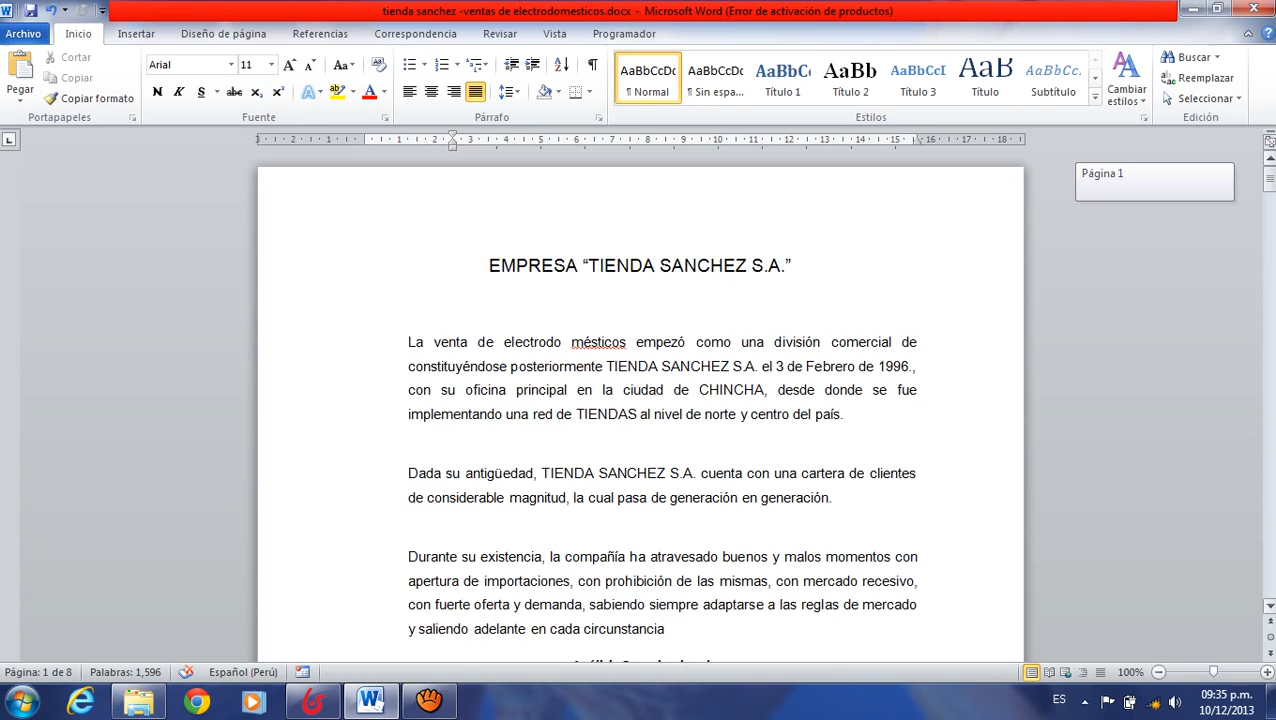 tienda sanchez -ventas de electrodomesticos.docx - Microsoft Word (Error de activación de productos)
Archivo Inicio Insertar Diseño de página Referencias Correspondencia Revisar Vista Programador
Pegar
Cortar
Copiar
Copiar formato
Portapapeles
Arial 11
Fuente
Párrafo
AaBbCcDc ¶ Normal
AaBbCcDc ¶ Sin espa...
AaBbCc Título 1
AaBb Título 2
AaBbCcI Título 3
AaB Título
AaBbCc. Subtítulo
Cambiar estilos
Estilos
Buscar
Reemplazar
Seleccionar
Edición
Página 1
EMPRESA “TIENDA SANCHEZ S.A.”
La venta de electrodo mésticos empezó como una división comercial de
constituyéndose posteriormente TIENDA SANCHEZ S.A. el 3 de Febrero de 1996.,
con su oficina principal en la ciudad de CHINCHA, desde donde se fue
implementando una red de TIENDAS al nivel de norte y centro del país.
Dada su antigüedad, TIENDA SANCHEZ S.A. cuenta con una cartera de clientes
de considerable magnitud, la cual pasa de generación en generación.
Durante su existencia, la compañía ha atravesado buenos y malos momentos con
apertura de importaciones, con prohibición de las mismas, con mercado recesivo,
con fuerte oferta y demanda, sabiendo siempre adaptarse a las reglas de mercado
y saliendo adelante en cada circunstancia
Página: 1 de 8 Palabras: 1,596 Español (Perú) 100%
ES 09:35 p.m.
10/12/2013